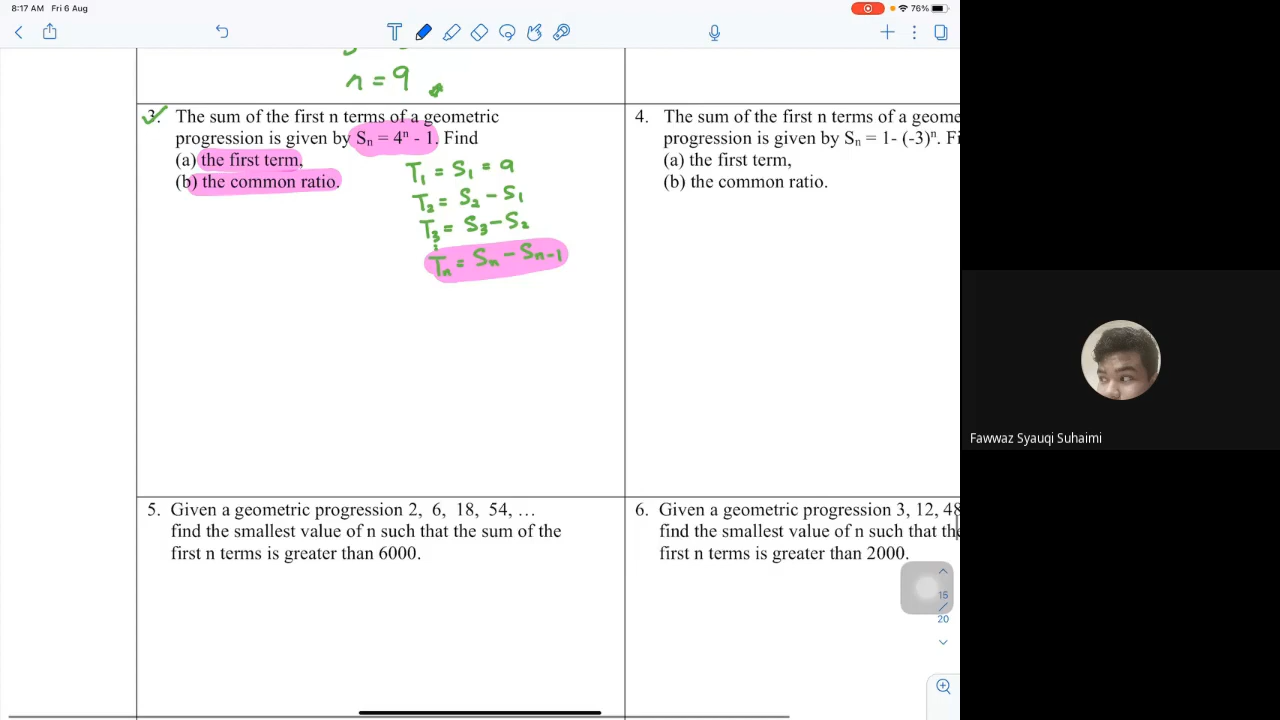 8:17 AM Fri 6 Aug
76%
n = 9
3. The sum of the first n terms of a geometric
progression is given by Sₙ = 4ⁿ - 1. Find
(a) the first term,
(b) the common ratio.
T₁ = S₁ = a
T₂ = S₂ - S₁
T₃ = S₃ - S₂
Tₙ = Sₙ - Sₙ₋₁
4. The sum of the first n terms of a geome
progression is given by Sₙ = 1- (-3)ⁿ. Fi
(a) the first term,
(b) the common ratio.
5. Given a geometric progression 2, 6, 18, 54, …
find the smallest value of n such that the sum of the
first n terms is greater than 6000.
6. Given a geometric progression 3, 12, 48
find the smallest value of n such that the
first n terms is greater than 2000.
15
/
20
Fawwaz Syauqi Suhaimi